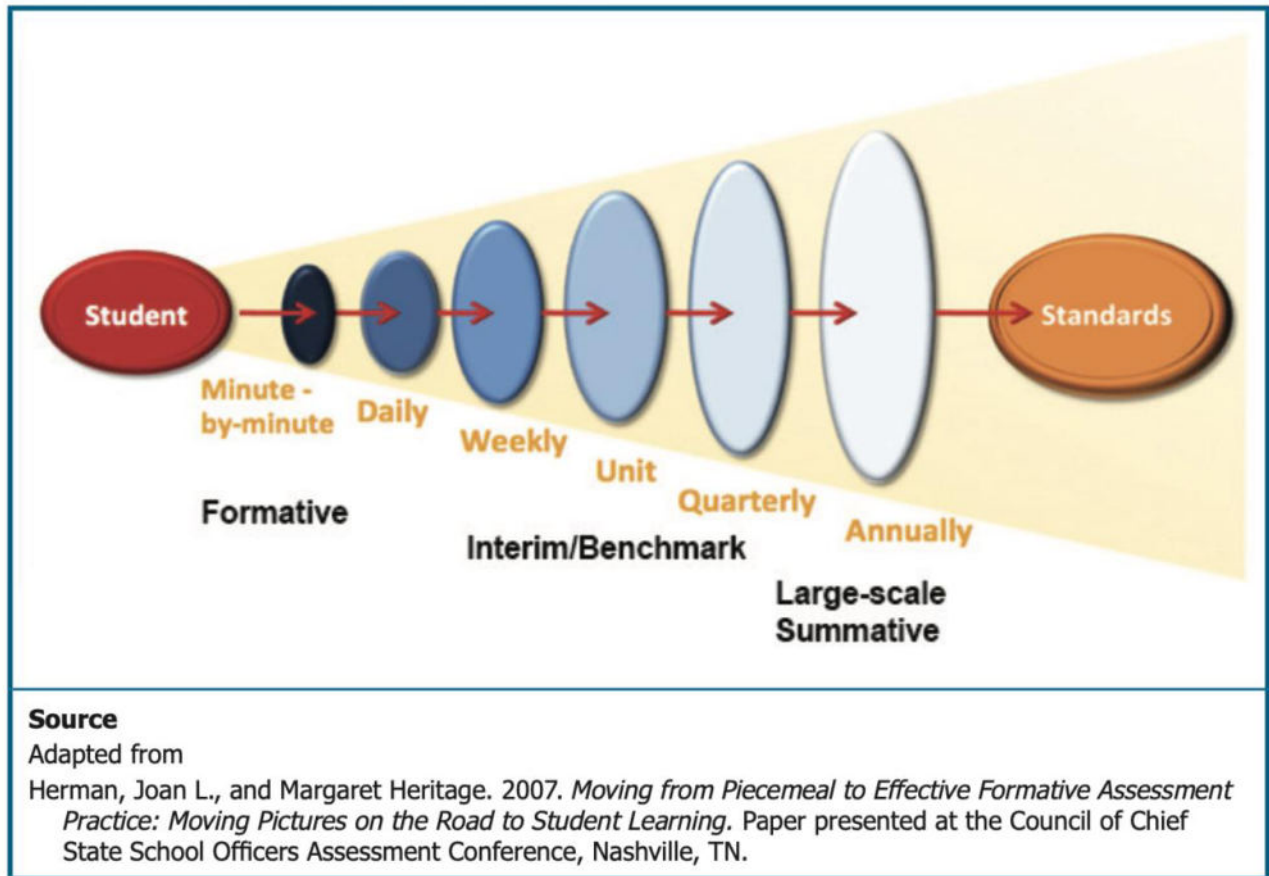 Student
Standards
Minute -
by-minute
Daily
Weekly
Unit
Quarterly
Annually
Formative
Interim/Benchmark
Large-scale
Summative
Source
Adapted from
Herman, Joan L., and Margaret Heritage. 2007. Moving from Piecemeal to Effective Formative Assessment
Practice: Moving Pictures on the Road to Student Learning. Paper presented at the Council of Chief
State School Officers Assessment Conference, Nashville, TN.